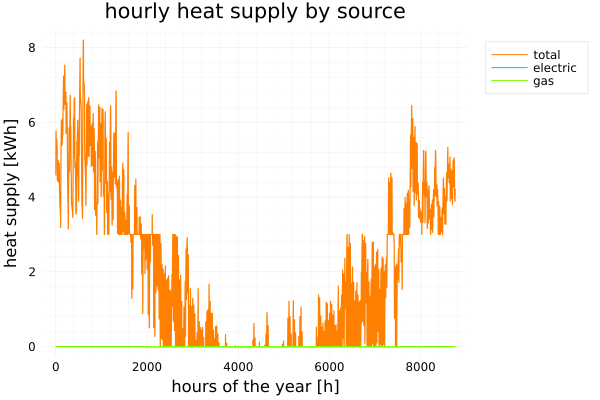 hourly heat supply by source
8
6
4
2
0
heat supply [kWh]
0 2000 4000 6000 8000
hours of the year [h]
total
electric
gas